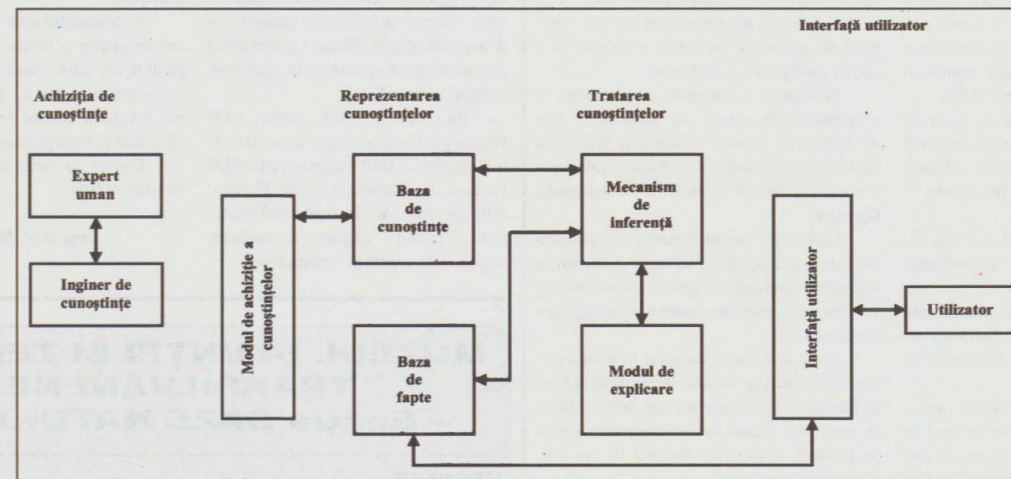 Interfață utilizator
Achiziția de
cunoștințe
Reprezentarea
cunoștințelor
Tratarea
cunoștințelor
Expert
uman
Inginer de
cunoștințe
Modul de achiziție a
cunoștințelor
Baza
de
cunoștințe
Baza
de
fapte
Mecanism
de
inferență
Modul de
explicare
Interfață utilizator
Utilizator